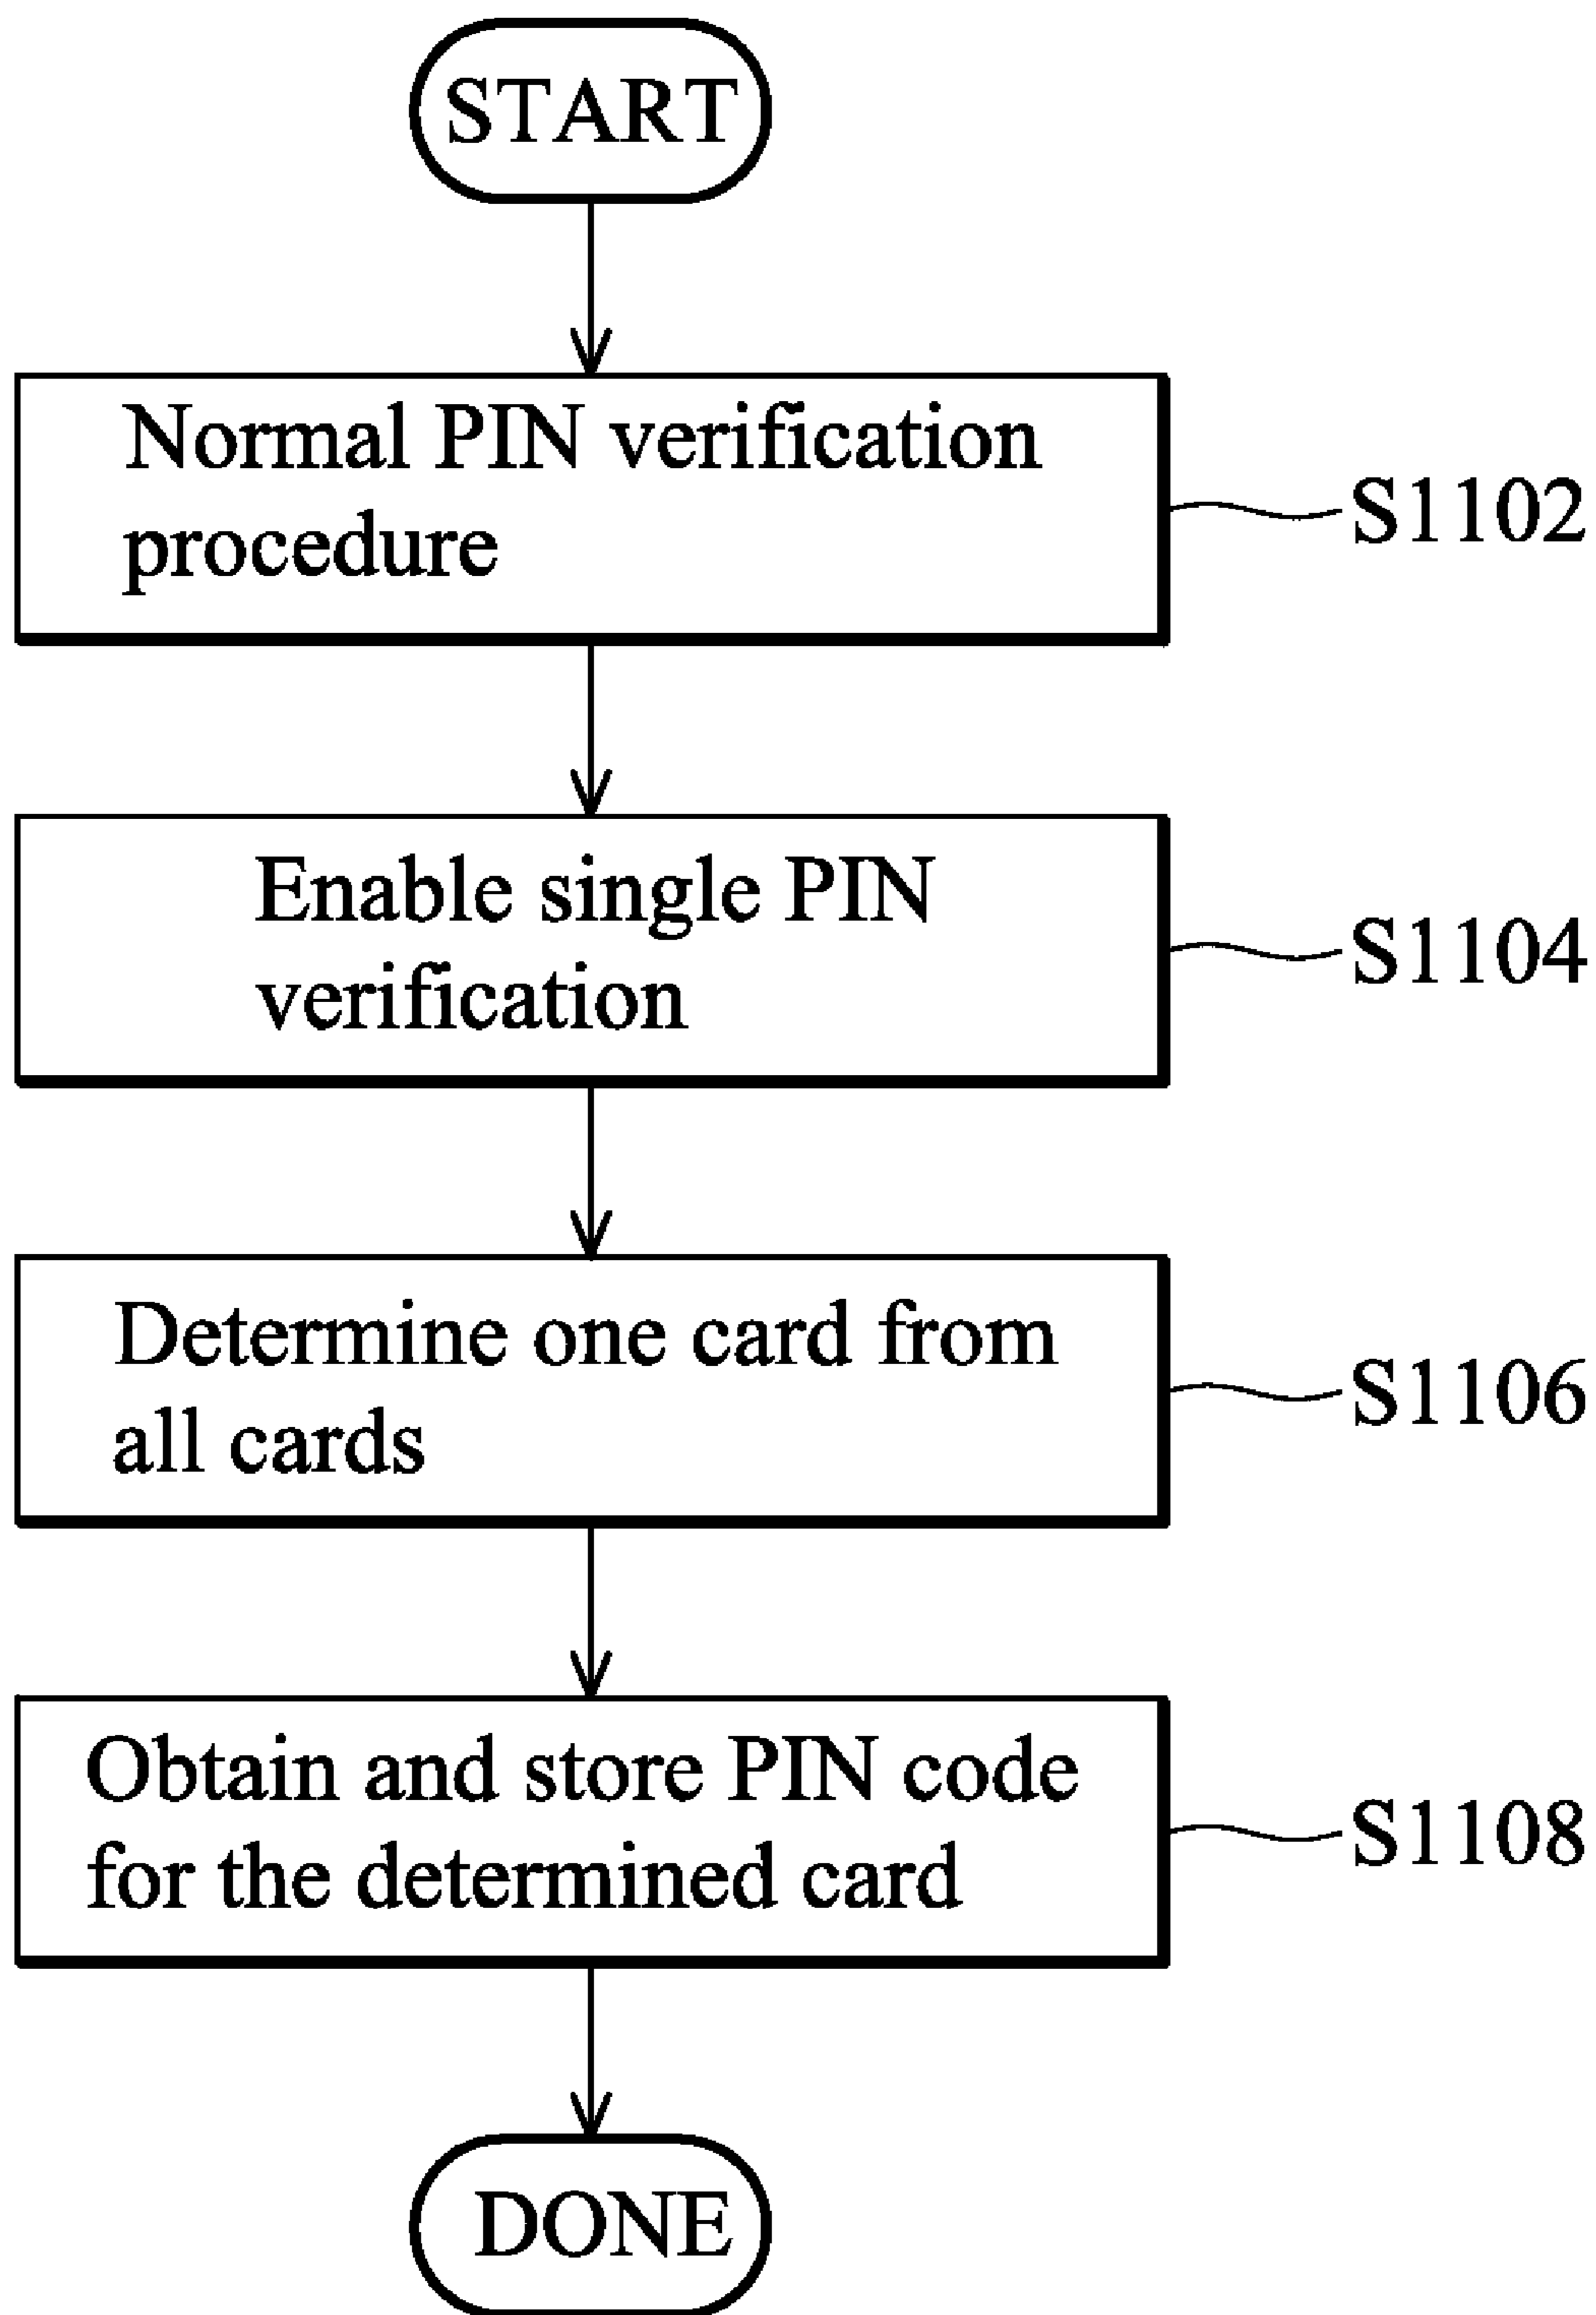 START
Normal PIN verification
procedure
S1102
Enable single PIN
verification
S1104
Determine one card from
all cards
S1106
Obtain and store PIN code
for the determined card
S1108
DONE